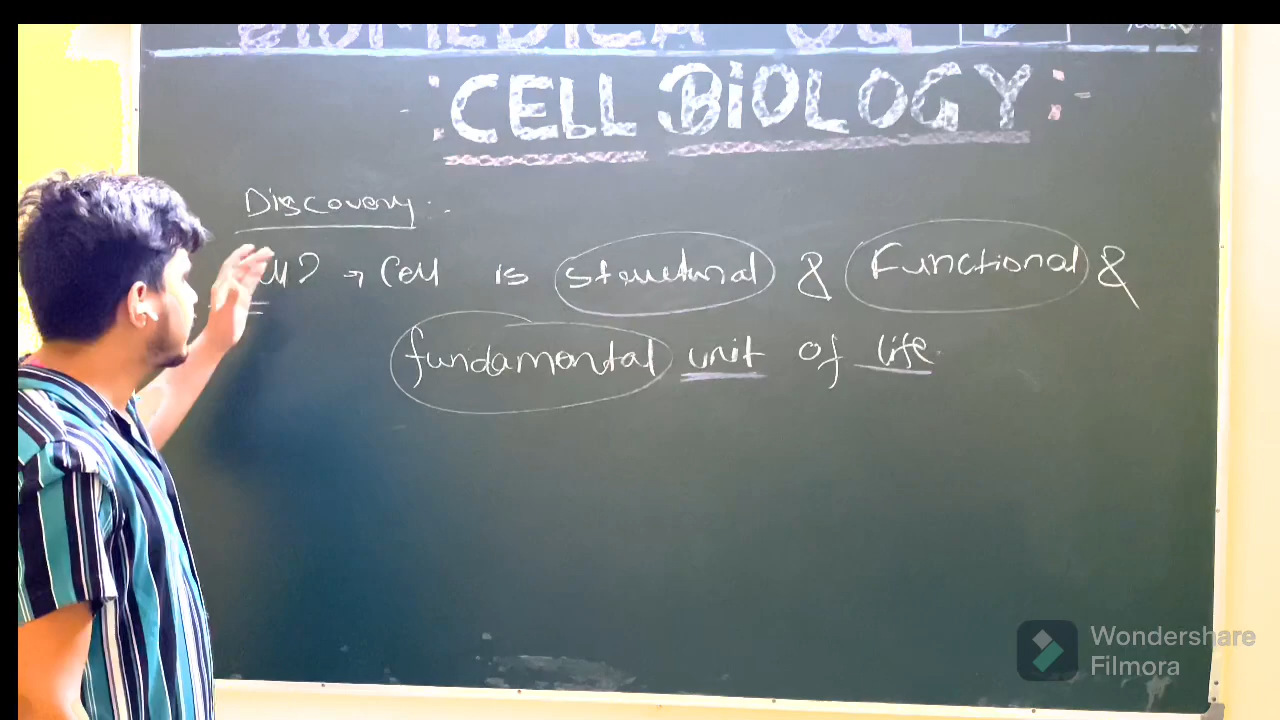 : CELL BIOLOGY :
Discovery :
? → Cell is structural & Functional &
fundamental unit of life.
Wondershare
Filmora